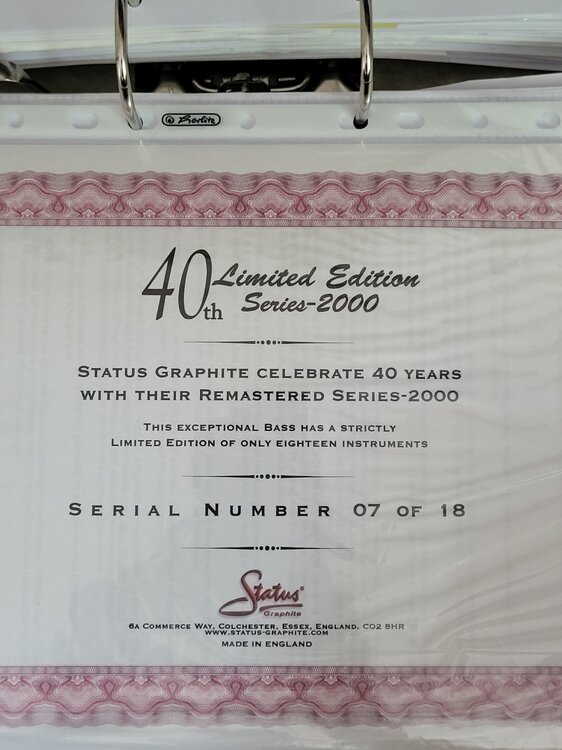 Herlitz
40th Limited Edition
Series-2000
STATUS GRAPHITE CELEBRATE 40 YEARS
WITH THEIR REMASTERED SERIES-2000
THIS EXCEPTIONAL BASS HAS A STRICTLY
LIMITED EDITION OF ONLY EIGHTEEN INSTRUMENTS
SERIAL NUMBER 07 OF 18
Status®
Graphite
6A COMMERCE WAY, COLCHESTER, ESSEX, ENGLAND. CO2 8HR
WWW.STATUS-GRAPHITE.COM
MADE IN ENGLAND